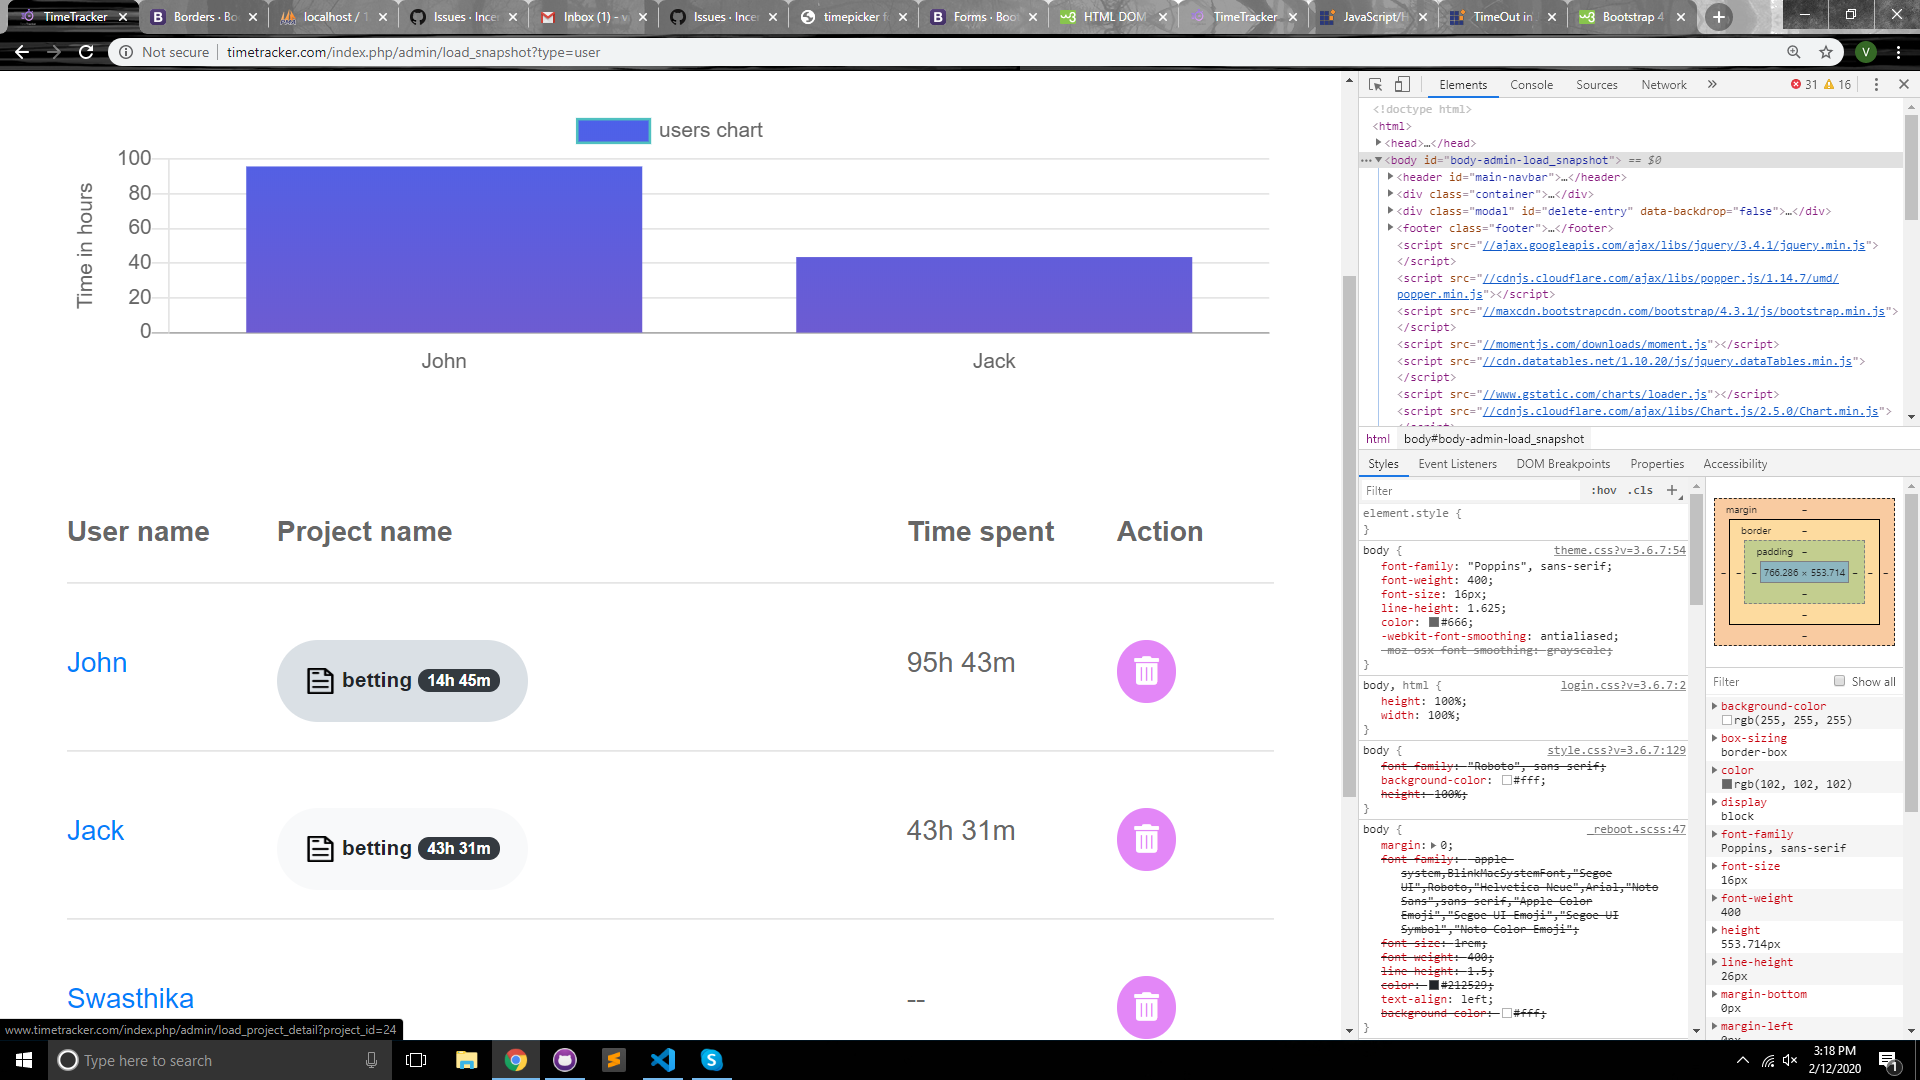 TimeTracker
Borders · Bo
localhost / 1
Issues · Ince
Inbox (1) - v
Issues · Ince
timepicker f
Forms · Boot
HTML DOM
TimeTracker
JavaScript/H
TimeOut in
Bootstrap 4
Not secure | timetracker.com/index.php/admin/load_snapshot?type=user
V
users chart
Time in hours
100
80
60
40
20
0
John
Jack
User name Project name Time spent Action
John betting 14h 45m 95h 43m
Jack betting 43h 31m 43h 31m
Swasthika --
www.timetracker.com/index.php/admin/load_project_detail?project_id=24
Elements Console Sources Network » 31 16
<!doctype html>
<html>
<head>…</head>
<body id="body-admin-load_snapshot"> == $0
<header id="main-navbar">…</header>
<div class="container">…</div>
<div class="modal" id="delete-entry" data-backdrop="false">…</div>
<footer class="footer">…</footer>
<script src="//ajax.googleapis.com/ajax/libs/jquery/3.4.1/jquery.min.js">
</script>
<script src="//cdnjs.cloudflare.com/ajax/libs/popper.js/1.14.7/umd/
popper.min.js"></script>
<script src="//maxcdn.bootstrapcdn.com/bootstrap/4.3.1/js/bootstrap.min.js">
</script>
<script src="//momentjs.com/downloads/moment.js"></script>
<script src="//cdn.datatables.net/1.10.20/js/jquery.dataTables.min.js">
</script>
<script src="//www.gstatic.com/charts/loader.js"></script>
<script src="//cdnjs.cloudflare.com/ajax/libs/Chart.js/2.5.0/Chart.min.js">
html body#body-admin-load_snapshot
Styles Event Listeners DOM Breakpoints Properties Accessibility
Filter :hov .cls +
element.style {
}
body { theme.css?v=3.6.7:54
font-family: "Poppins", sans-serif;
font-weight: 400;
font-size: 16px;
line-height: 1.625;
color: #666;
-webkit-font-smoothing: antialiased;
-moz-osx-font-smoothing: grayscale;
}
body, html { login.css?v=3.6.7:2
height: 100%;
width: 100%;
}
body { style.css?v=3.6.7:129
font-family: "Roboto", sans-serif;
background-color: #fff;
height: 100%;
}
body { _reboot.scss:47
margin: 0;
font-family: -apple-
system,BlinkMacSystemFont,"Segoe
UI",Roboto,"Helvetica Neue",Arial,"Noto
Sans",sans-serif,"Apple Color
Emoji","Segoe UI Emoji","Segoe UI
Symbol","Noto Color Emoji";
font-size: 1rem;
font-weight: 400;
line-height: 1.5;
color: #212529;
text-align: left;
background-color: #fff;
}
margin –
border –
padding –
766.286 × 553.714
Filter Show all
background-color
rgb(255, 255, 255)
box-sizing
border-box
color
rgb(102, 102, 102)
display
block
font-family
Poppins, sans-serif
font-size
16px
font-weight
400
height
553.714px
line-height
26px
margin-bottom
0px
margin-left
Type here to search
3:18 PM
2/12/2020
1